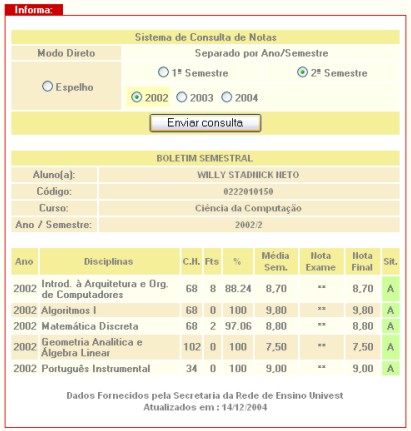 Informa:
Sistema de Consulta de Notas
Modo Direto Separado por Ano/Semestre
Espelho 1º Semestre 2º Semestre
2002 2003 2004
Enviar consulta
BOLETIM SEMESTRAL
Aluno(a): WILLY STADNICK NETO
Código: 0222010150
Curso: Ciência da Computação
Ano / Semestre: 2002/2
Ano Disciplinas C.H. Fts % Média Sem. Nota Exame Nota Final Sit.
2002 Introd. à Arquitetura e Org. de Computadores 68 8 88.24 8,70 ** 8,70 A
2002 Algoritmos I 68 0 100 9,80 ** 9,80 A
2002 Matemática Discreta 68 2 97.06 8,80 ** 8,80 A
2002 Geometria Analítica e Álgebra Linear 102 0 100 7,50 ** 7,50 A
2002 Português Instrumental 34 0 100 9,00 ** 9,00 A
Dados Fornecidos pela Secretaria da Rede de Ensino Univest
Atualizados em : 14/12/2004